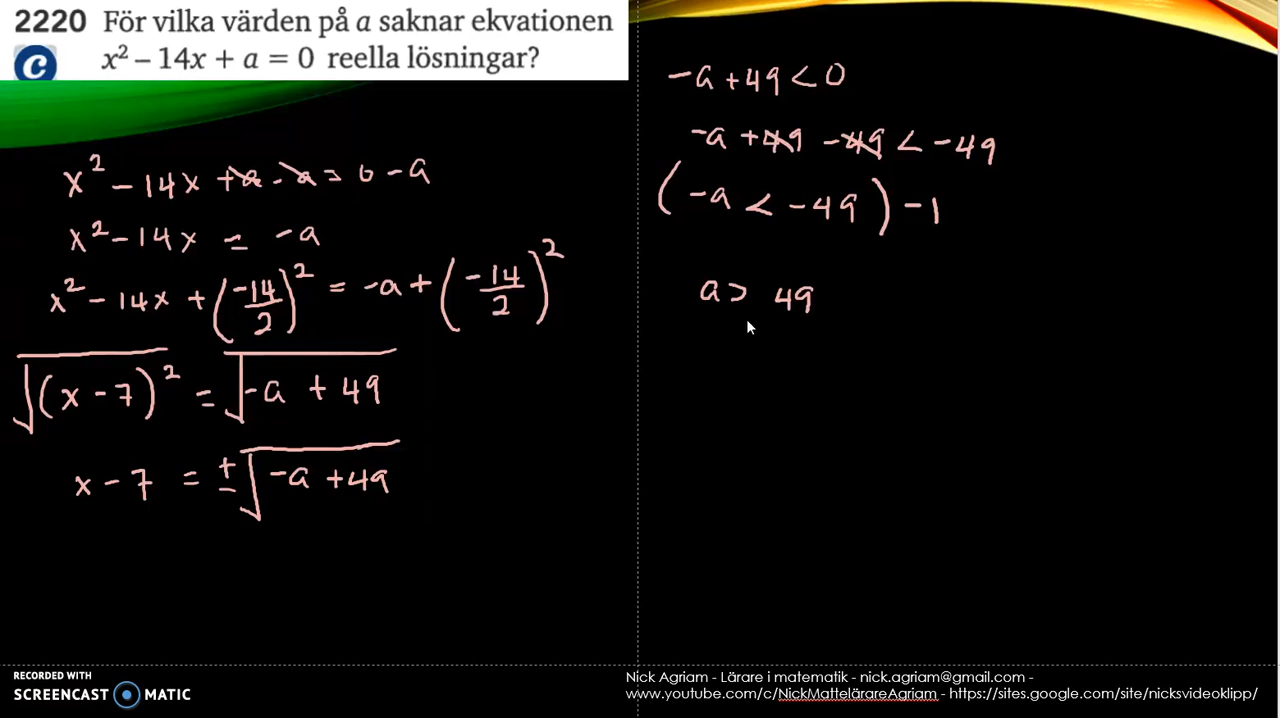 2220 För vilka värden på a saknar ekvationen
C x² – 14x + a = 0 reella lösningar?
x² - 14x + a - a = 0 - a
x² - 14x = -a
x² - 14x + (-14/2)² = -a + (-14/2)²
√(x - 7)² = √-a + 49
x - 7 = ± √-a + 49
-a + 49 < 0
-a + 49 - 49 < -49
(-a < -49) -1
a > 49
RECORDED WITH
SCREENCAST MATIC
Nick Agriam - Lärare i matematik - nick.agriam@gmail.com -
www.youtube.com/c/NickMattelärareAgriam - https://sites.google.com/site/nicksvideoklipp/